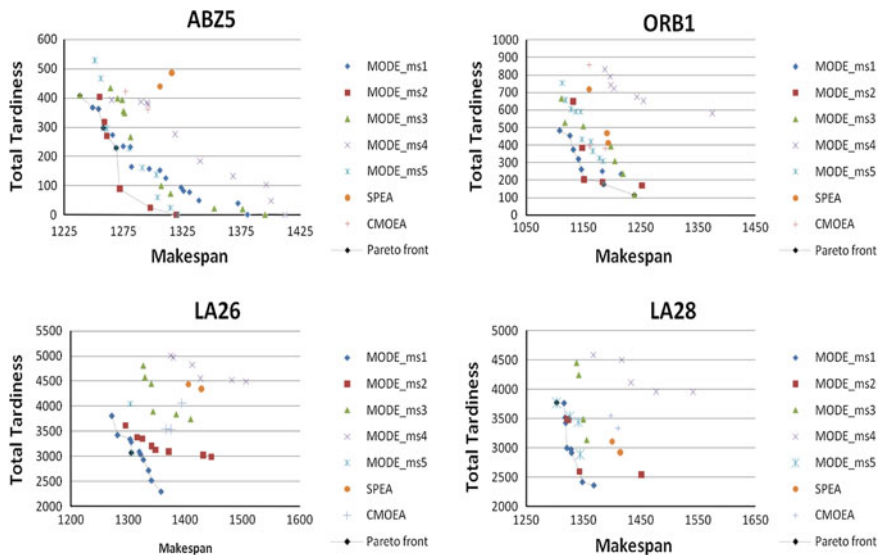 ABZ5
Total Tardiness
600
500
400
300
200
100
0
1225
1275
1325
1375
1425
Makespan
MODE_ms1
MODE_ms2
MODE_ms3
MODE_ms4
MODE_ms5
SPEA
CMOEA
Pareto front
ORB1
Total Tardiness
1000
900
800
700
600
500
400
300
200
100
0
1050
1150
1250
1350
1450
Makespan
MODE_ms1
MODE_ms2
MODE_ms3
MODE_ms4
MODE_ms5
SPEA
CMOEA
Pareto front
LA26
Total Tardiness
5500
5000
4500
4000
3500
3000
2500
2000
1200
1300
1400
1500
1600
Makespan
MODE_ms1
MODE_ms2
MODE_ms3
MODE_ms4
MODE_ms5
SPEA
CMOEA
Pareto front
LA28
Total Tardiness
5000
4500
4000
3500
3000
2500
2000
1250
1350
1450
1550
1650
Makespan
MODE_ms1
MODE_ms2
MODE_ms3
MODE_ms4
MODE_ms5
SPEA
CMOEA
Pareto front